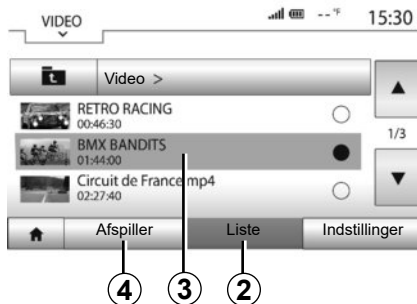 VIDEO
--°F 15:30
Video >
RETRO RACING
00:46:30
1/3
BMX BANDITS
01:44:00
Circuit de France mp4
02:27:40
Afspiller Liste Indstillinger
4 3 2